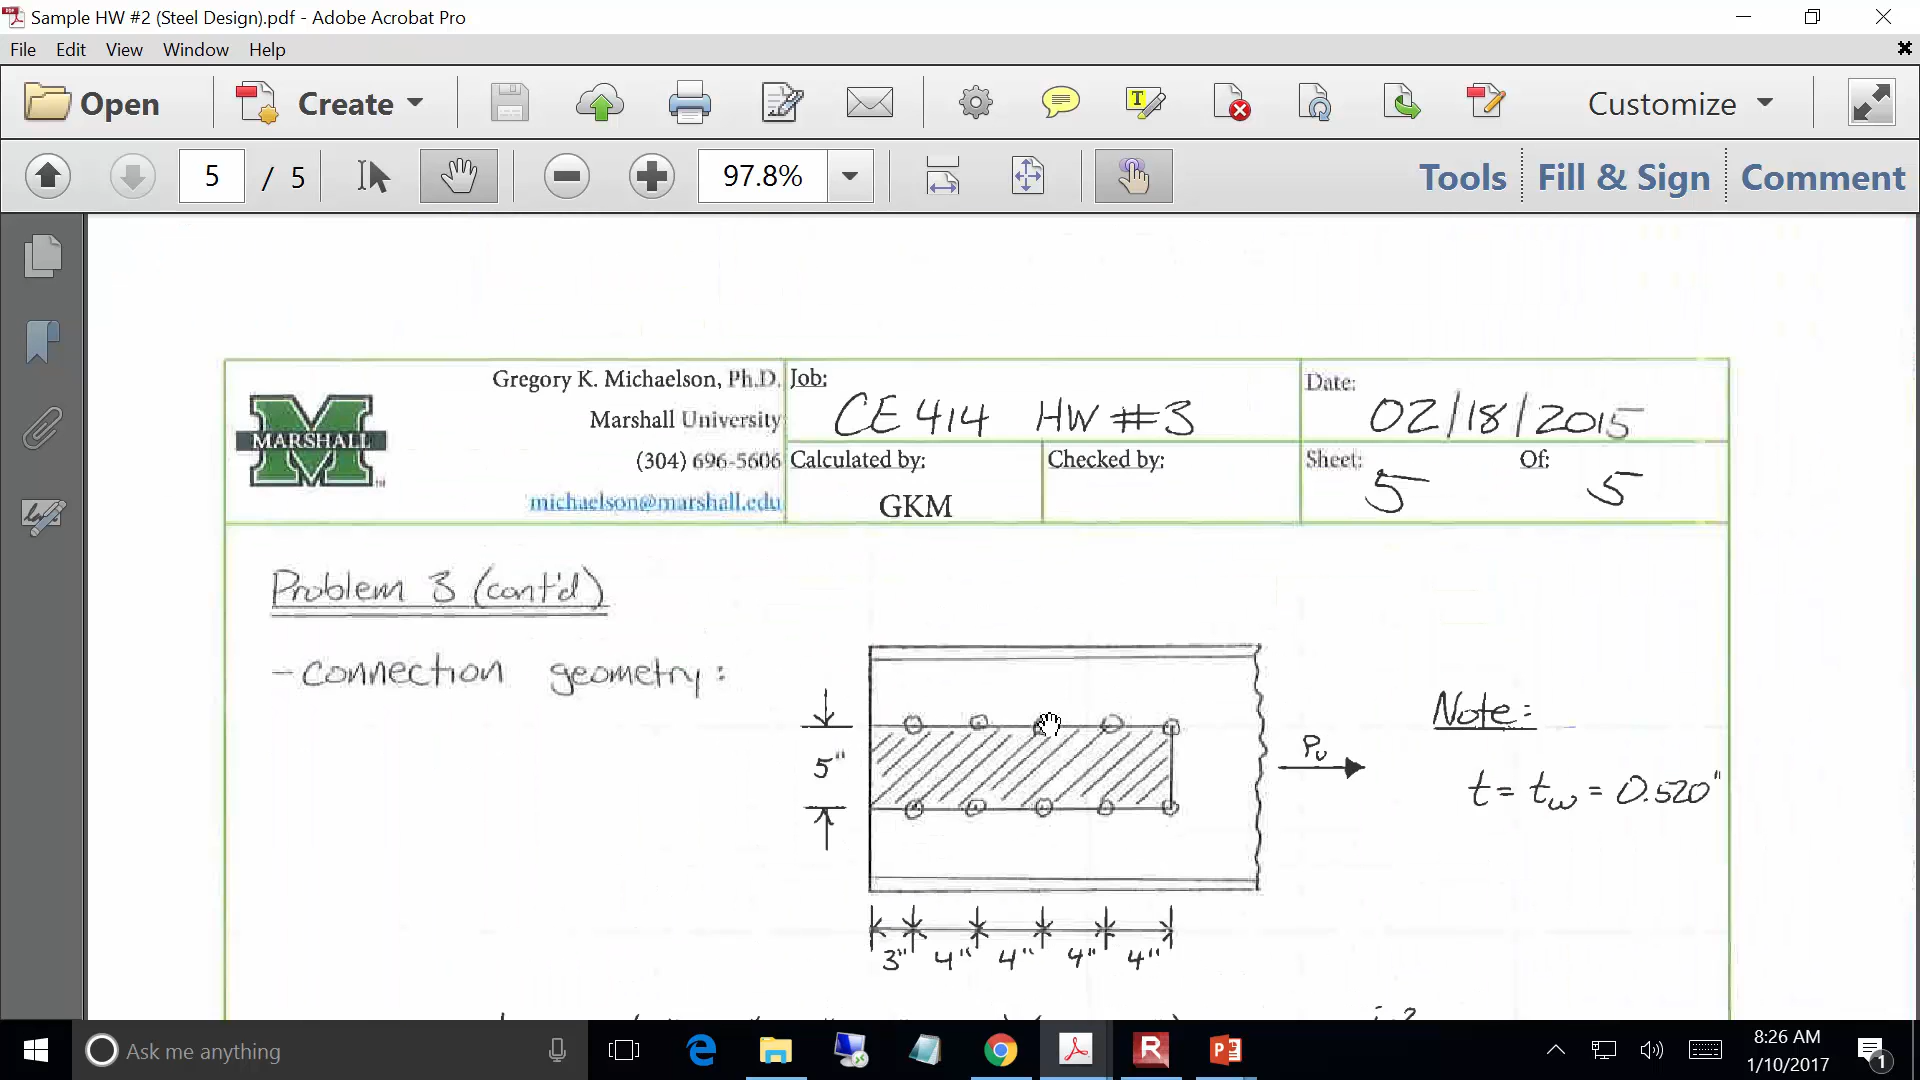 Sample HW #2 (Steel Design).pdf - Adobe Acrobat Pro
File Edit View Window Help
Open Create Customize
5 / 5 97.8% Tools Fill & Sign Comment
MARSHALL
Gregory K. Michaelson, Ph.D.
Marshall University
(304) 696-5606
michaelson@marshall.edu
Job:
CE 414 HW #3
Date:
02/18/2015
Calculated by:
GKM
Checked by:
Sheet: 5 Of: 5
Problem 3 (cont'd)
- connection geometry:
5"
Pu
Note:
t = tw = 0.520"
3" 4" 4" 4" 4"
Ask me anything
8:26 AM
1/10/2017
1